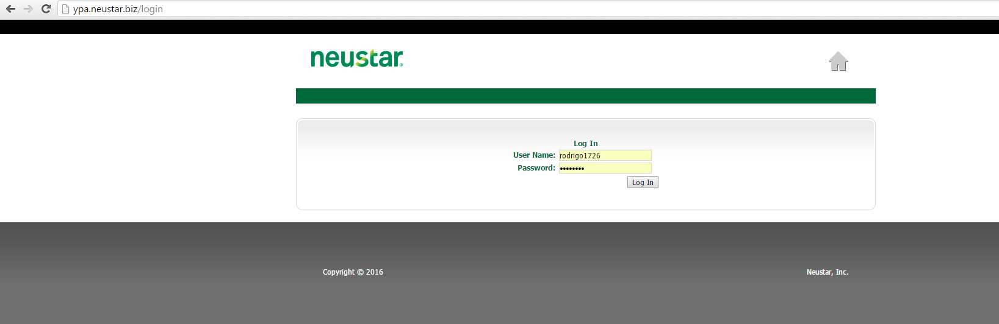 ypa.neustar.biz/login
neustar®
Log In
User Name: rodrigo1726
Password: ••••••••
Log In
Copyright © 2016
Neustar, Inc.